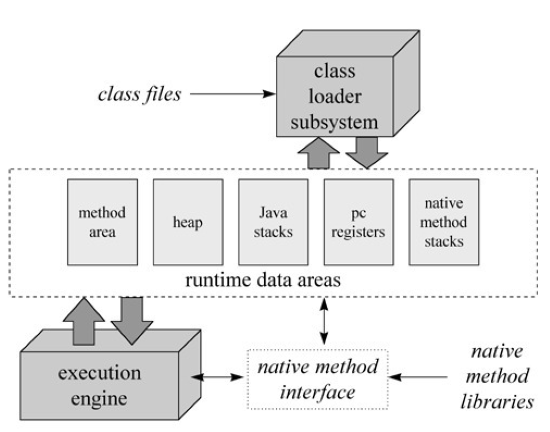 class files
class
loader
subsystem
method
area
heap
Java
stacks
pc
registers
native
method
stacks
runtime data areas
execution
engine
native method
interface
native
method
libraries